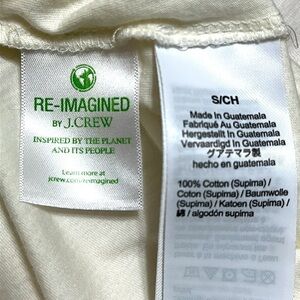 RE-IMAGINED
BY J.CREW
INSPIRED BY THE PLANET
AND ITS PEOPLE
Learn more at
jcrew.com/reimagined
S/CH
Made In Guatemala
Fabriqué Au Guatemala
Hergestellt In Guatemala
Vervaardigd In Guatemala
グアテマラ製
hecho en guatemala
100% Cotton (Supima) /
Coton (Supima) / Baumwolle
(Supima) / Katoen (Supima) /
綿 / algodón supima